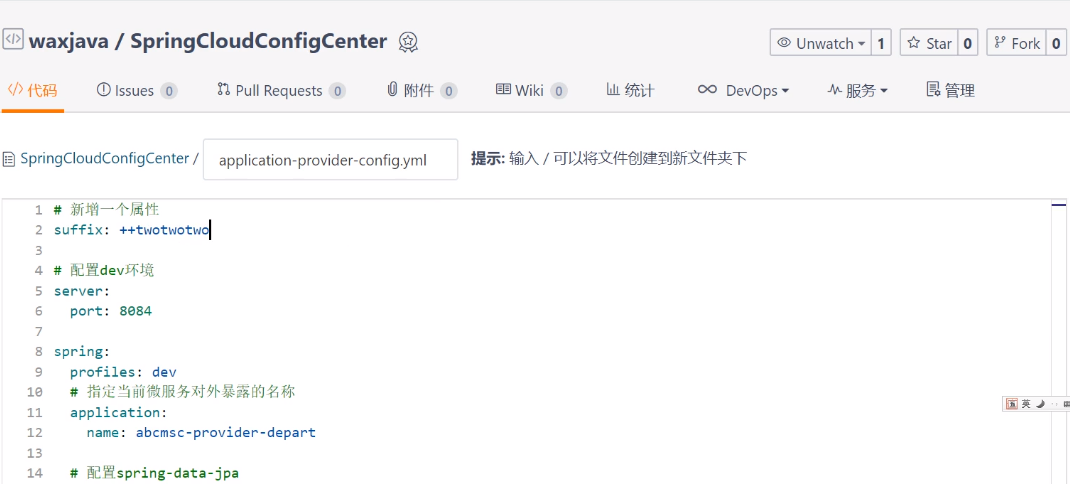 waxjava / SpringCloudConfigCenter
Unwatch 1 Star 0 Fork 0
代码 Issues 0 Pull Requests 0 附件 0 Wiki 0 统计 DevOps 服务 管理
SpringCloudConfigCenter / application-provider-config.yml 提示: 输入 / 可以将文件创建到新文件夹下
1 # 新增一个属性
2 suffix: ++twotwotwo
3
4 # 配置dev环境
5 server:
6 port: 8084
7
8 spring:
9 profiles: dev
10 # 指定当前微服务对外暴露的名称
11 application:
英
12 name: abcmsc-provider-depart
13
14 # 配置spring-data-jpa